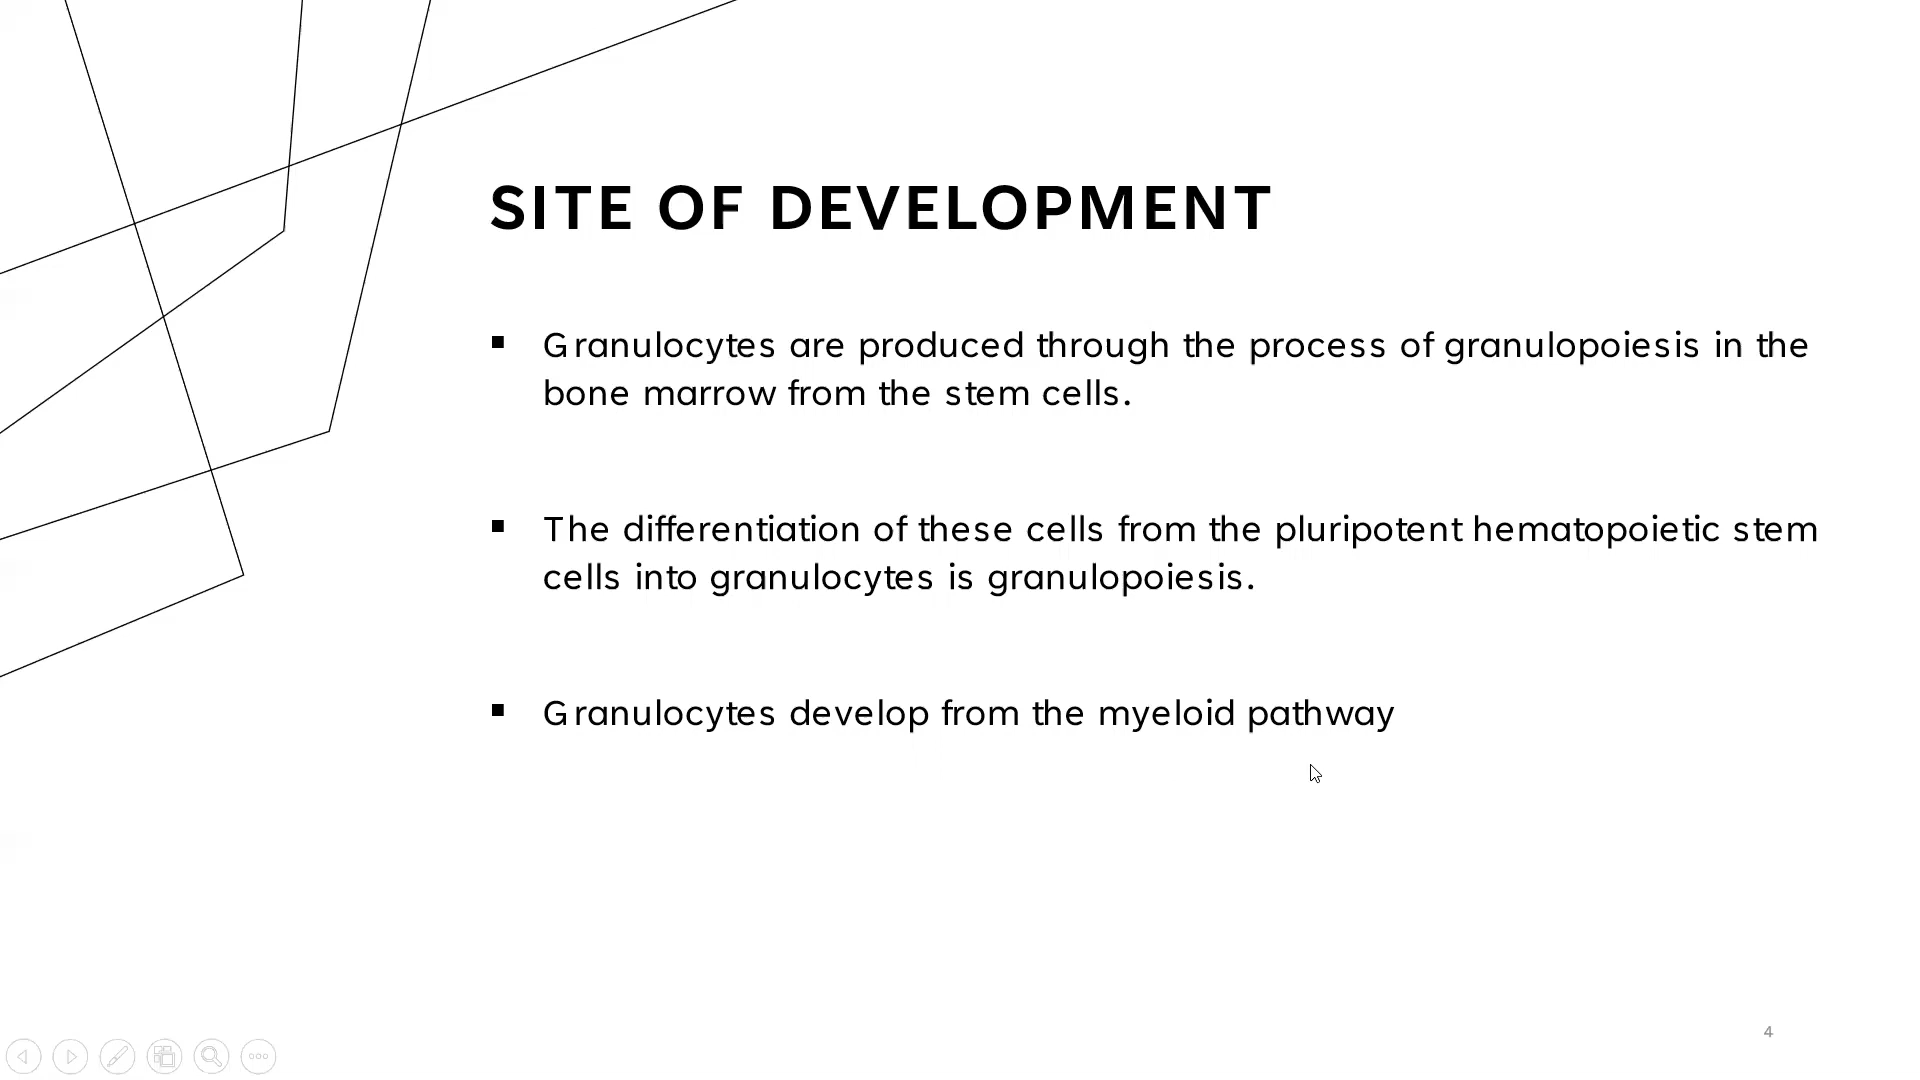 SITE OF DEVELOPMENT
▪ Granulocytes are produced through the process of granulopoiesis in the
bone marrow from the stem cells.
▪ The differentiation of these cells from the pluripotent hematopoietic stem
cells into granulocytes is granulopoiesis.
▪ Granulocytes develop from the myeloid pathway
4